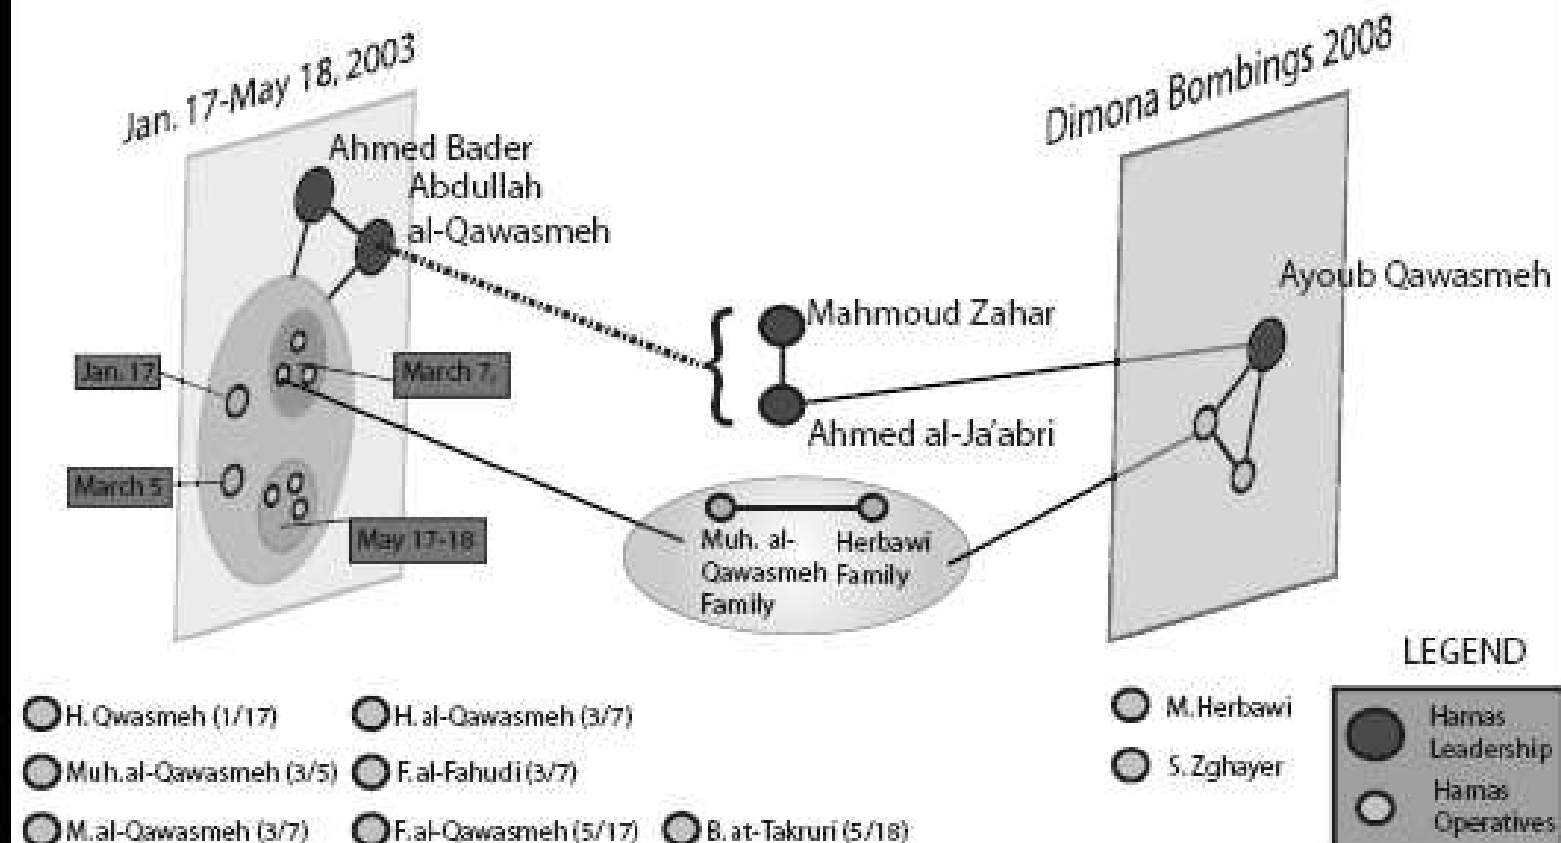 Jan. 17-May 18, 2003
Dimona Bombings 2008
Ahmed Bader
Abdullah
al-Qawasmeh
Ayoub Qawasmeh
Mahmoud Zahar
Jan. 17
March 7,
Ahmed al-Ja'abri
March 5
May 17-18
Muh. al-
Qawasmeh
Family
Herbawi
Family
LEGEND
H. Qwasmeh (1/17)
H. al-Qawasmeh (3/7)
M. Herbawi
Hamas
Leadership
Muh. al-Qawasmeh (3/5)
F. al-Fahudi (3/7)
S. Zghayer
Hamas
Operatives
M. al-Qawasmeh (3/7)
F. al-Qawasmeh (5/17)
B. at-Takruri (5/18)